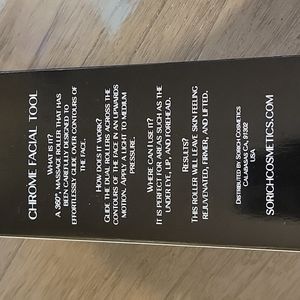 CHROME FACIAL TOOL
WHAT IS IT?
A 360°, MASSAGE ROLLER THAT HAS
BEEN CAREFULLY DESIGNED TO
EFFORTLESSLY GLIDE OVER CONTOURS OF
THE FACE.
HOW DOES IT WORK?
GLIDE THE DUAL ROLLERS ACROSS THE
CONTOURS OF THE FACE IN AN UPWARDS
MOTION. APPLY A LIGHT TO MEDIUM
PRESSURE.
WHERE CAN I USE IT?
IT IS PERFECT FOR AREAS SUCH AS THE
UNDER EYE, LIP, AND FOREHEAD.
RESULTS?
THIS ROLLER WILL LEAVE SKIN FEELING
REJUVENATED, FIRMER, AND LIFTED.
DISTRIBUTED BY SORICH COSMETICS
CALABASAS CA, 91302
USA
SORICHCOSMETICS.COM